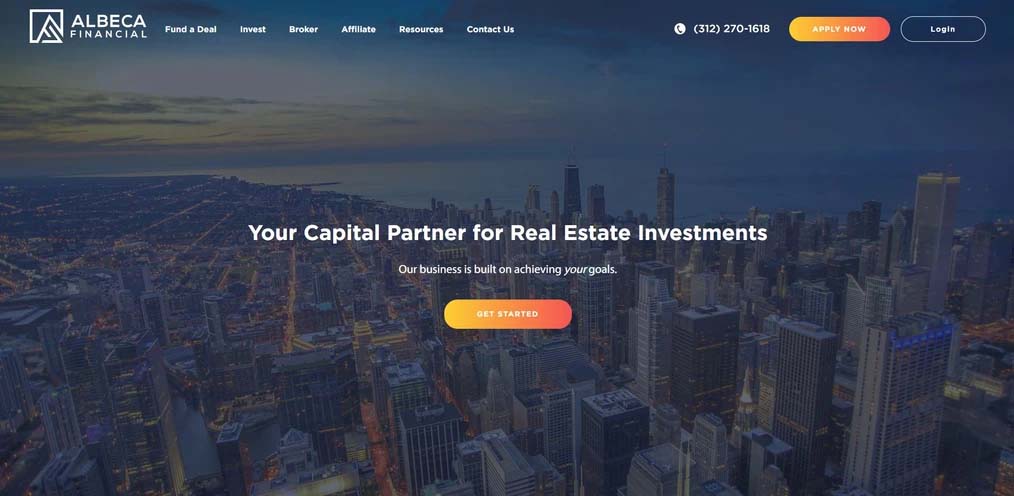 ALBECA
FINANCIAL
Fund a Deal
Invest
Broker
Affiliate
Resources
Contact Us
(312) 270-1618
APPLY NOW
LogIn
Your Capital Partner for Real Estate Investments
Our business is built on achieving your goals.
GET STARTED